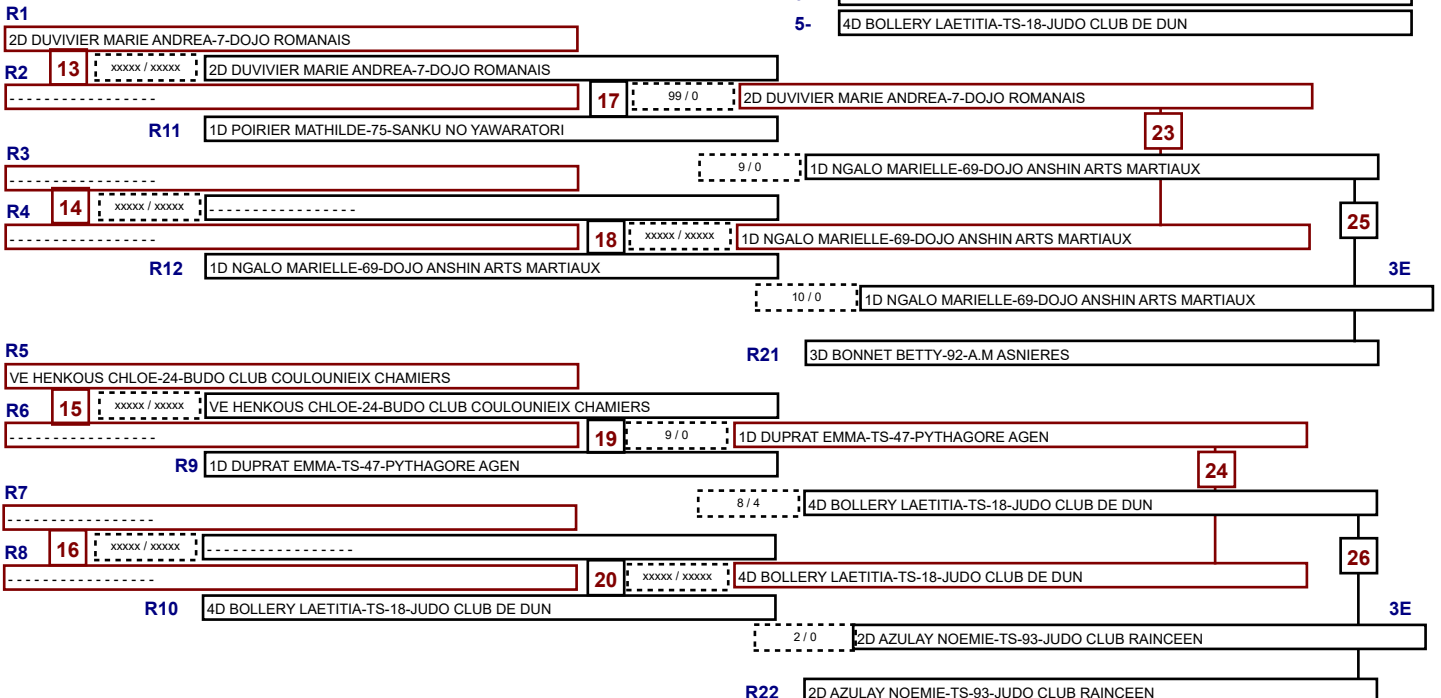 R1
5- 4D BOLLERY LAETITIA-TS-18-JUDO CLUB DE DUN
2D DUVIVIER MARIE ANDREA-7-DOJO ROMANAIS
R2 13 xxxxx / xxxxx 2D DUVIVIER MARIE ANDREA-7-DOJO ROMANAIS
- - - - - - - - - - - - - - - - - 17 99 / 0 2D DUVIVIER MARIE ANDREA-7-DOJO ROMANAIS
R11 1D POIRIER MATHILDE-75-SANKU NO YAWARATORI 23
R3
9 / 0 1D NGALO MARIELLE-69-DOJO ANSHIN ARTS MARTIAUX
- - - - - - - - - - - - - - - - -
R4 14 xxxxx / xxxxx - - - - - - - - - - - - - - - - -
25
- - - - - - - - - - - - - - - - - 18 xxxxx / xxxxx 1D NGALO MARIELLE-69-DOJO ANSHIN ARTS MARTIAUX
R12 1D NGALO MARIELLE-69-DOJO ANSHIN ARTS MARTIAUX 3E
10 / 0 1D NGALO MARIELLE-69-DOJO ANSHIN ARTS MARTIAUX
R5
R21 3D BONNET BETTY-92-A.M ASNIERES
VE HENKOUS CHLOE-24-BUDO CLUB COULOUNIEIX CHAMIERS
R6 15 xxxxx / xxxxx VE HENKOUS CHLOE-24-BUDO CLUB COULOUNIEIX CHAMIERS
- - - - - - - - - - - - - - - - - 19 9 / 0 1D DUPRAT EMMA-TS-47-PYTHAGORE AGEN
R9 1D DUPRAT EMMA-TS-47-PYTHAGORE AGEN 24
R7
8 / 4 4D BOLLERY LAETITIA-TS-18-JUDO CLUB DE DUN
- - - - - - - - - - - - - - - - -
R8 16 xxxxx / xxxxx - - - - - - - - - - - - - - - - -
26
- - - - - - - - - - - - - - - - - 20 xxxxx / xxxxx 4D BOLLERY LAETITIA-TS-18-JUDO CLUB DE DUN
R10 4D BOLLERY LAETITIA-TS-18-JUDO CLUB DE DUN 3E
2 / 0 2D AZULAY NOEMIE-TS-93-JUDO CLUB RAINCEEN
R22 2D AZULAY NOEMIE-TS-93-JUDO CLUB RAINCEEN